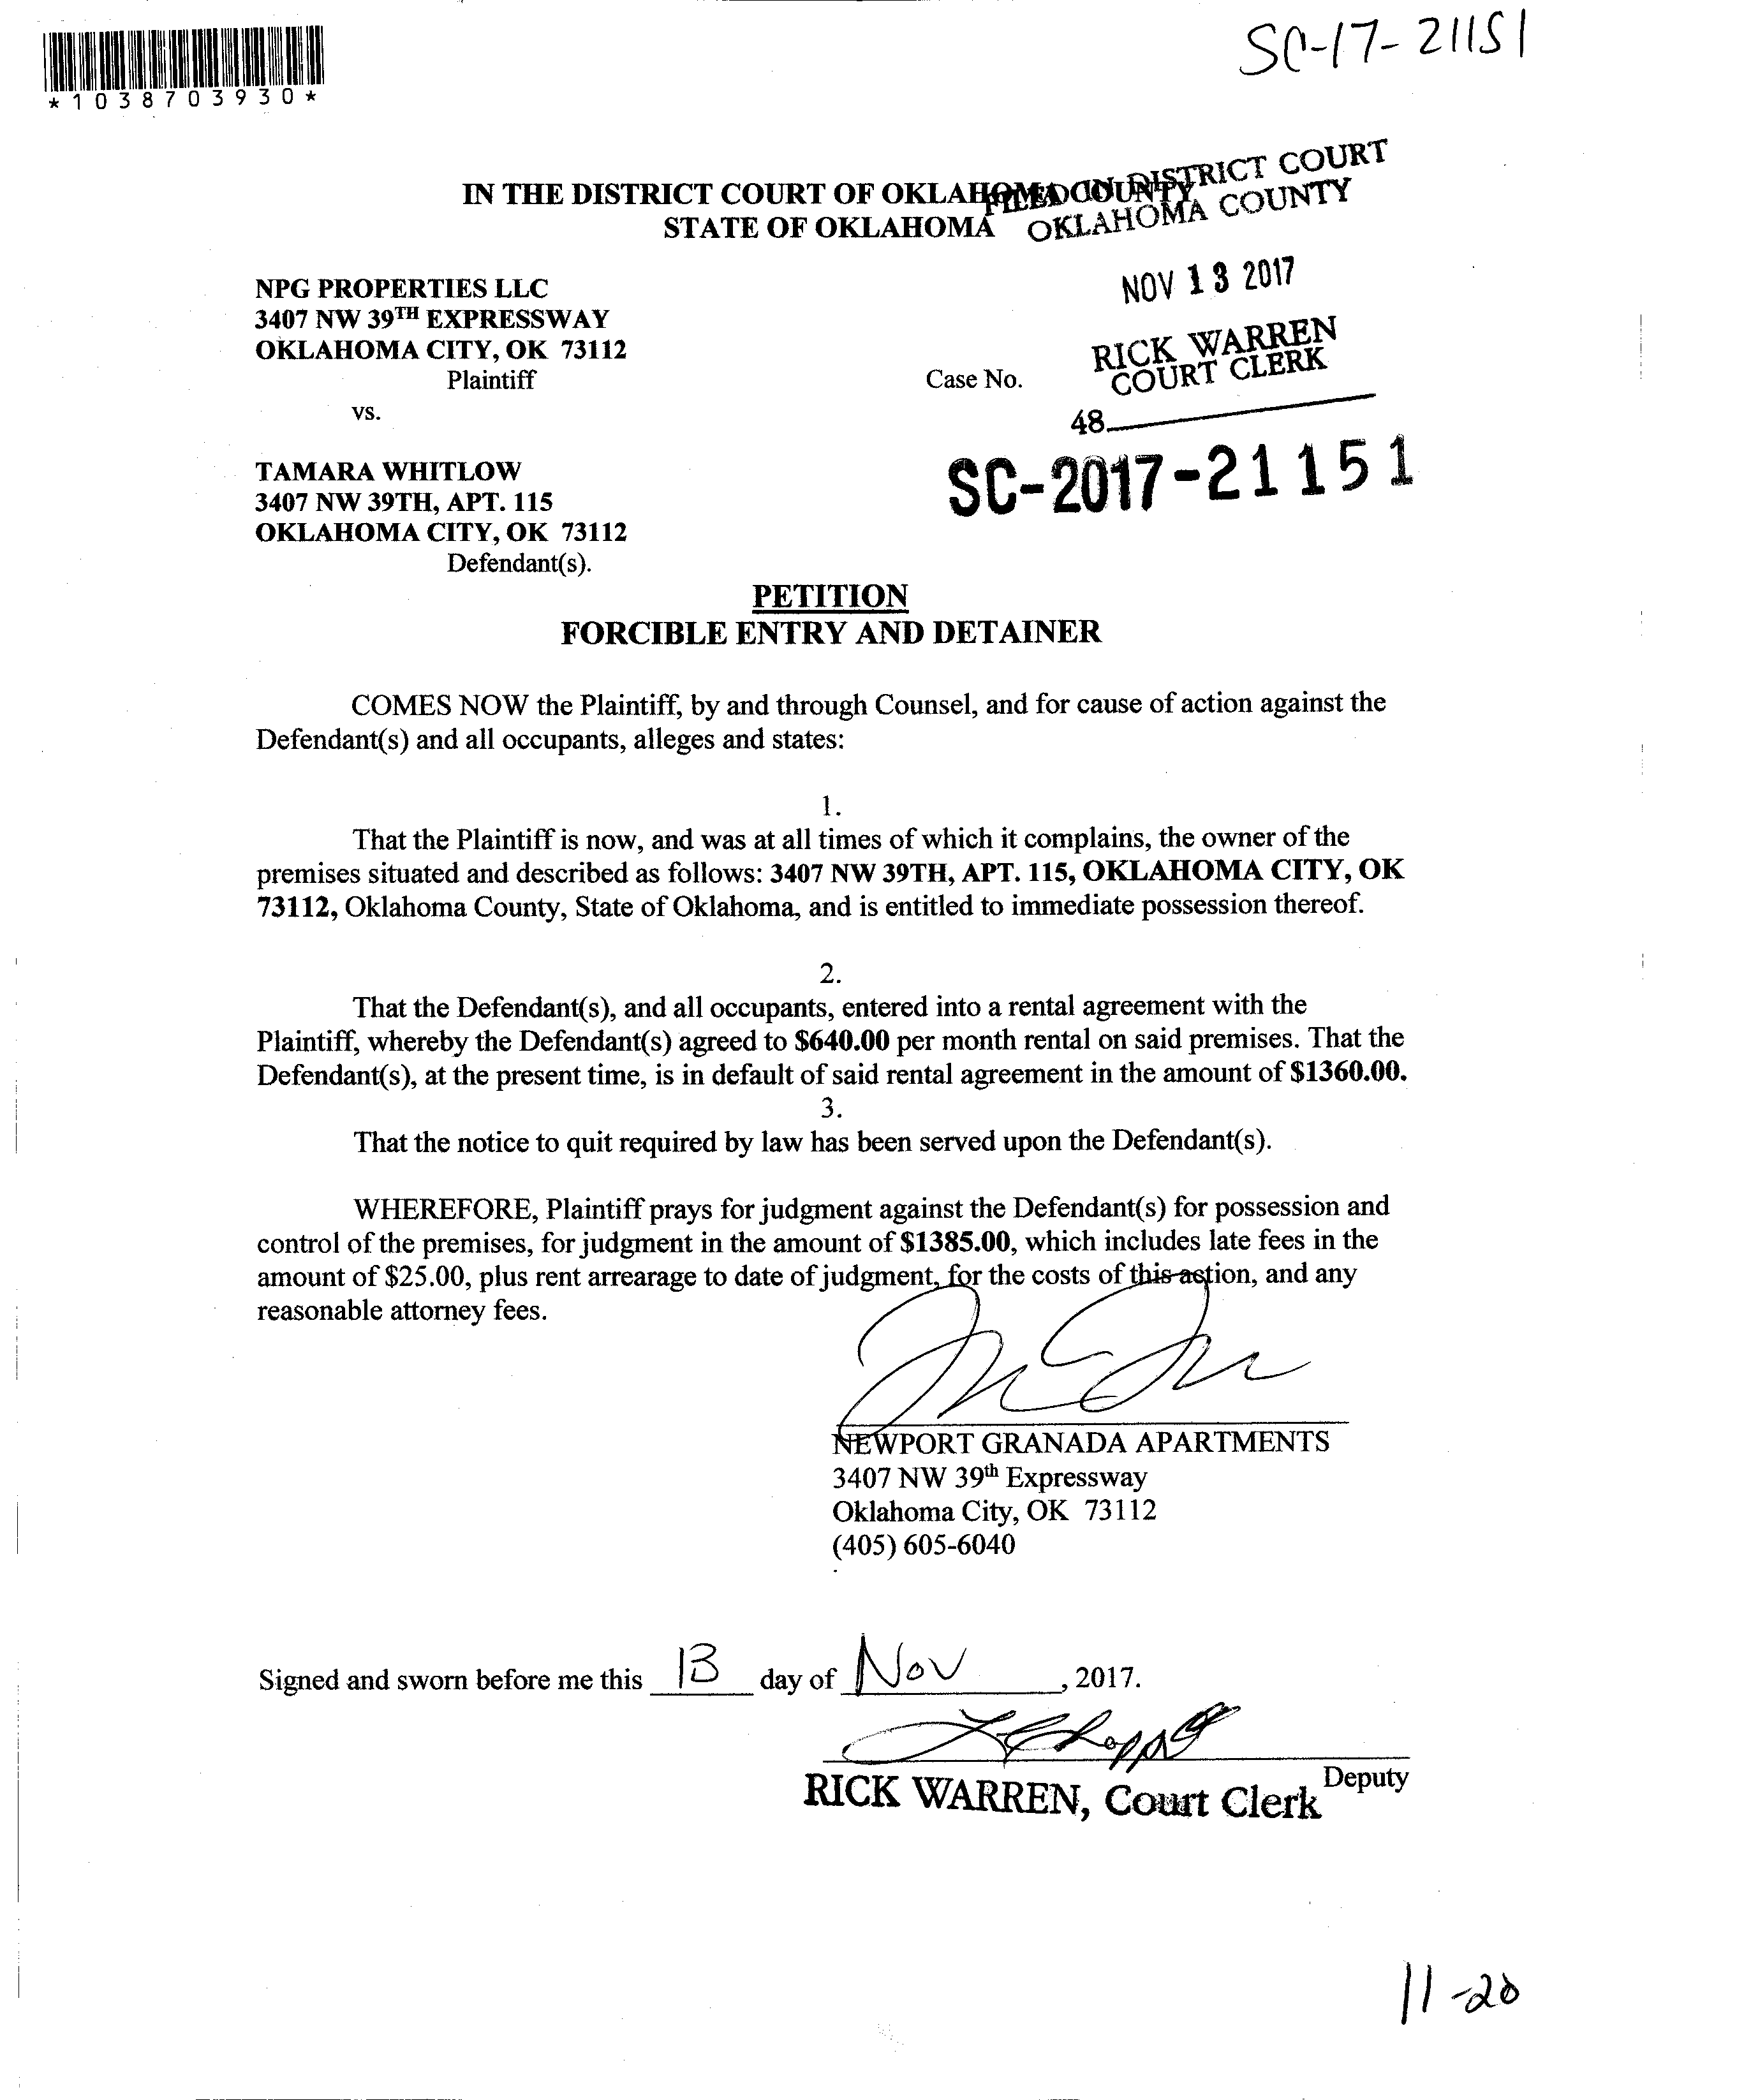 SC-17-21151
*1038703930*
IN THE DISTRICT COURT OF OKLAHOMA COUNTY
STATE OF OKLAHOMA
FILED IN DISTRICT COURT
OKLAHOMA COUNTY
NOV 13 2017
RICK WARREN
COURT CLERK
48
NPG PROPERTIES LLC
3407 NW 39TH EXPRESSWAY
OKLAHOMA CITY, OK 73112
Plaintiff
Case No.
vs.
SC-2017-21151
TAMARA WHITLOW
3407 NW 39TH, APT. 115
OKLAHOMA CITY, OK 73112
Defendant(s).
PETITION
FORCIBLE ENTRY AND DETAINER
COMES NOW the Plaintiff, by and through Counsel, and for cause of action against the
Defendant(s) and all occupants, alleges and states:
1.
That the Plaintiff is now, and was at all times of which it complains, the owner of the
premises situated and described as follows: 3407 NW 39TH, APT. 115, OKLAHOMA CITY, OK
73112, Oklahoma County, State of Oklahoma, and is entitled to immediate possession thereof.
2.
That the Defendant(s), and all occupants, entered into a rental agreement with the
Plaintiff, whereby the Defendant(s) agreed to $640.00 per month rental on said premises. That the
Defendant(s), at the present time, is in default of said rental agreement in the amount of $1360.00.
3.
That the notice to quit required by law has been served upon the Defendant(s).
WHEREFORE, Plaintiff prays for judgment against the Defendant(s) for possession and
control of the premises, for judgment in the amount of $1385.00, which includes late fees in the
amount of $25.00, plus rent arrearage to date of judgment, for the costs of this action, and any
reasonable attorney fees.
NEWPORT GRANADA APARTMENTS
3407 NW 39th Expressway
Oklahoma City, OK 73112
(405) 605-6040
Signed and sworn before me this 13 day of Nov, 2017.
Deputy
RICK WARREN, Court Clerk
11-20